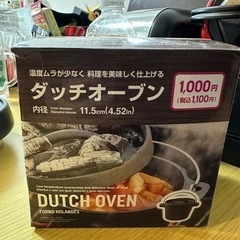 温度ムラが少なく 料理を美味しく仕上げる
ダッチオーブン
1,000円
(税込1,100円)
内径
11.5cm(4.52in)
DUTCH OVEN
FORNO HOLANDÊS